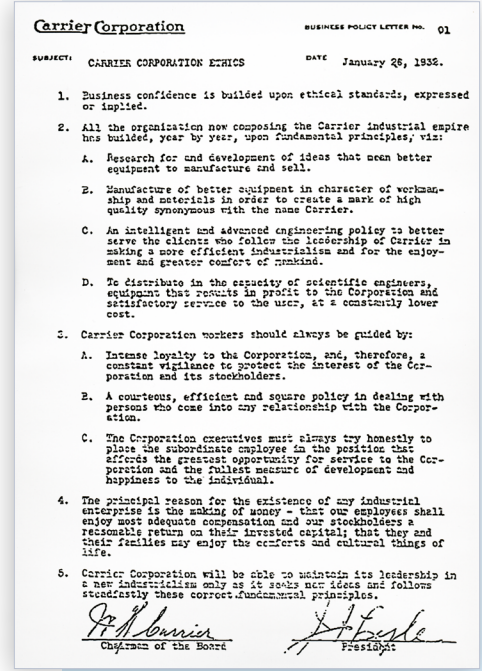 Carrier Corporation
BUSINESS POLICY LETTER No. 01
SUBJECT: CARRIER CORPORATION ETHICS DATE January 26, 1932.
1. Business confidence is builded upon ethical standards, expressed
or implied.
2. All the organization now composing the Carrier industrial empire
has builded, year by year, upon fundamental principles, viz:
A. Research for and development of ideas that mean better
equipment to manufacture and sell.
B. Manufacture of better equipment in character of workman-
ship and materials in order to create a mark of high
quality synonymous with the name Carrier.
C. An intelligent and advanced engineering policy to better
serve the clients who follow the leadership of Carrier in
making a more efficient industrialism and for the enjoy-
ment and greater comfort of mankind.
D. To distribute in the capacity of scientific engineers,
equipment that results in profit to the Corporation and
satisfactory service to the user, at a constantly lower
cost.
3. Carrier Corporation workers should always be guided by:
A. Intense loyalty to the Corporation, and, therefore, a
constant vigilance to protect the interest of the Cor-
poration and its stockholders.
B. A courteous, efficient and square policy in dealing with
persons who come into any relationship with the Corpor-
ation.
C. The Corporation executives must always try honestly to
place the subordinate employee in the position that
affords the greatest opportunity for service to the Cor-
poration and the fullest measure of development and
happiness to the individual.
4. The principal reason for the existence of any industrial
enterprise is the making of money - that our employees shall
enjoy most adequate compensation and our stockholders a
reasonable return on their invested capital; that they and
their families may enjoy the comforts and cultural things of
life.
5. Carrier Corporation will be able to maintain its leadership in
a new industrialism only as it seeks new ideas and follows
steadfastly these correct fundamental principles.
Carrier
Chairman of the Board President